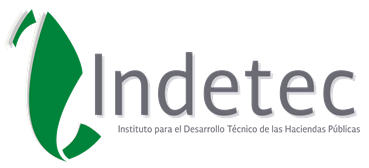 Indetec
Instituto para el Desarrollo Técnico de las Haciendas Públicas